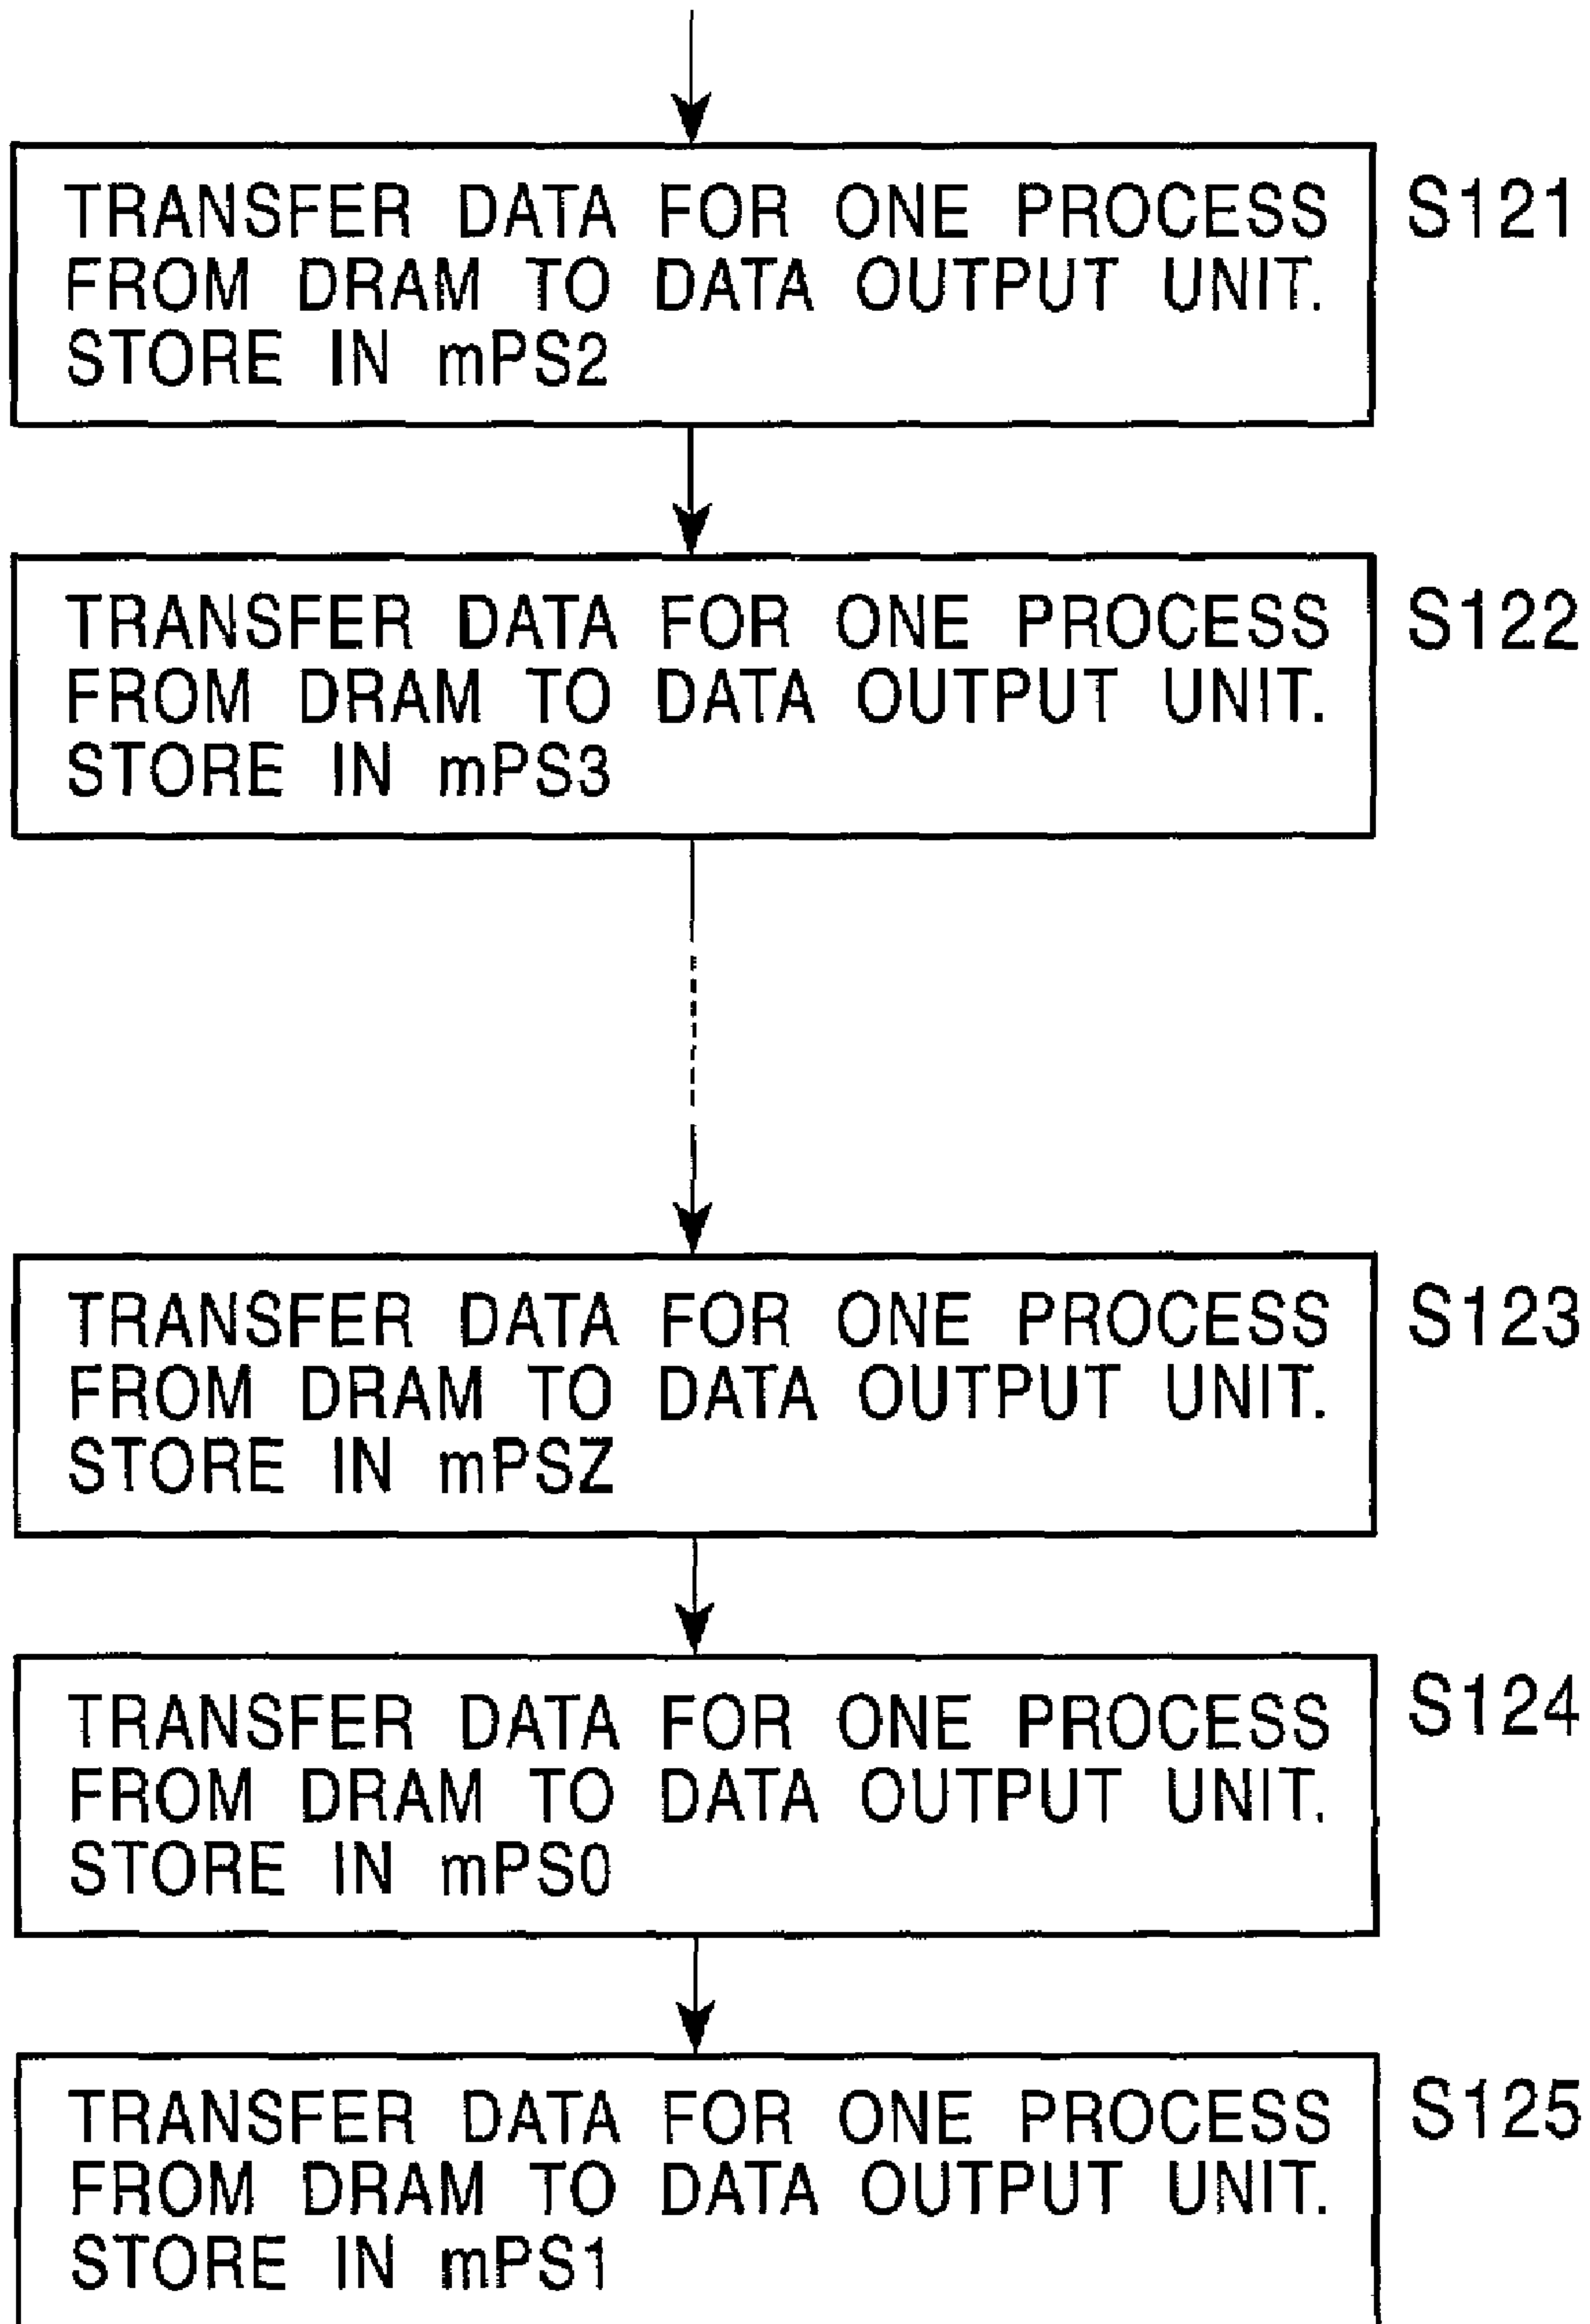 TRANSFER DATA FOR ONE PROCESS
FROM DRAM TO DATA OUTPUT UNIT.
STORE IN mPS2
S121
TRANSFER DATA FOR ONE PROCESS
FROM DRAM TO DATA OUTPUT UNIT.
STORE IN mPS3
S122
TRANSFER DATA FOR ONE PROCESS
FROM DRAM TO DATA OUTPUT UNIT.
STORE IN mPSZ
S123
TRANSFER DATA FOR ONE PROCESS
FROM DRAM TO DATA OUTPUT UNIT.
STORE IN mPS0
S124
TRANSFER DATA FOR ONE PROCESS
FROM DRAM TO DATA OUTPUT UNIT.
STORE IN mPS1
S125